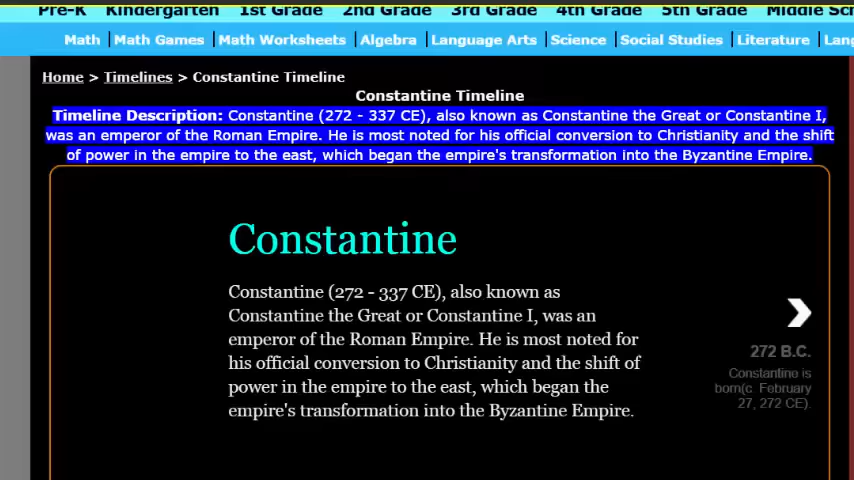 Pre-K Kindergarten 1st Grade 2nd Grade 3rd Grade 4th Grade 5th Grade Middle
Math Math Games Math Worksheets Algebra Language Arts Science Social Studies Literature
Home > Timelines > Constantine Timeline
Constantine Timeline
Timeline Description: Constantine (272 - 337 CE), also known as Constantine the Great or Constantine I,
was an emperor of the Roman Empire. He is most noted for his official conversion to Christianity and the shift
of power in the empire to the east, which began the empire's transformation into the Byzantine Empire.
Constantine
Constantine (272 - 337 CE), also known as
Constantine the Great or Constantine I, was an
emperor of the Roman Empire. He is most noted for
his official conversion to Christianity and the shift of
power in the empire to the east, which began the
empire's transformation into the Byzantine Empire.
272 B.C.
Constantine is
born(c February
27, 272 CE).